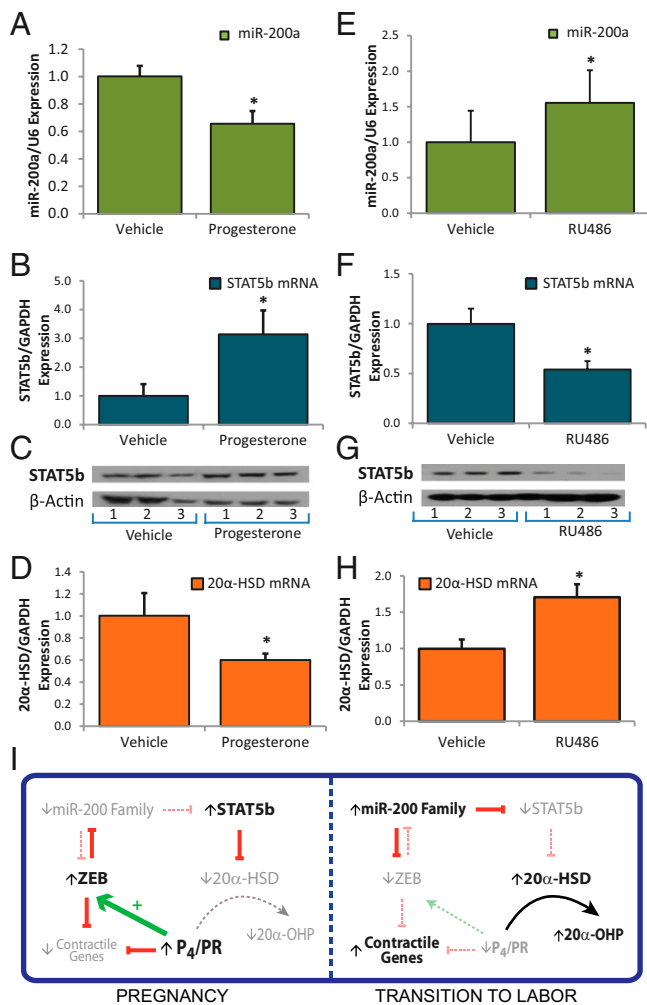 A
miR-200a
miR-200a/U6 Expression
1.2
1.0
0.8
0.6
0.4
0.2
0.0
*
Vehicle
Progesterone
E
miR-200a
miR-200a/U6 Expression
2.5
2.0
1.5
1.0
0.5
0.0
*
Vehicle
RU486
B
STAT5b mRNA
STAT5b/GAPDH
Expression
5.0
4.0
3.0
2.0
1.0
0.0
*
Vehicle
Progesterone
F
STAT5b mRNA
STAT5b/GAPDH
Expression
1.5
1.0
0.5
0.0
*
Vehicle
RU486
C
STAT5b
β-Actin
1 2 3 1 2 3
Vehicle
Progesterone
G
STAT5b
β-Actin
1 2 3 1 2 3
Vehicle
RU486
D
20α-HSD mRNA
20α-HSD/GAPDH
Expression
1.4
1.2
1.0
0.8
0.6
0.4
0.2
0.0
*
Vehicle
Progesterone
H
20α-HSD mRNA
20α-HSD/GAPDH
Expression
2.0
1.5
1.0
0.5
0.0
*
Vehicle
RU486
I
↓miR-200 Family
↑STAT5b
↑ZEB
↓20α-HSD
+
↓ Contractile
Genes
↑ P₄/PR
↓20α-OHP
↑miR-200 Family
↓STAT5b
↓ZEB
↑20α-HSD
↑ Contractile
Genes
↓P₄/PR
↑20α-OHP
PREGNANCY
TRANSITION TO LABOR